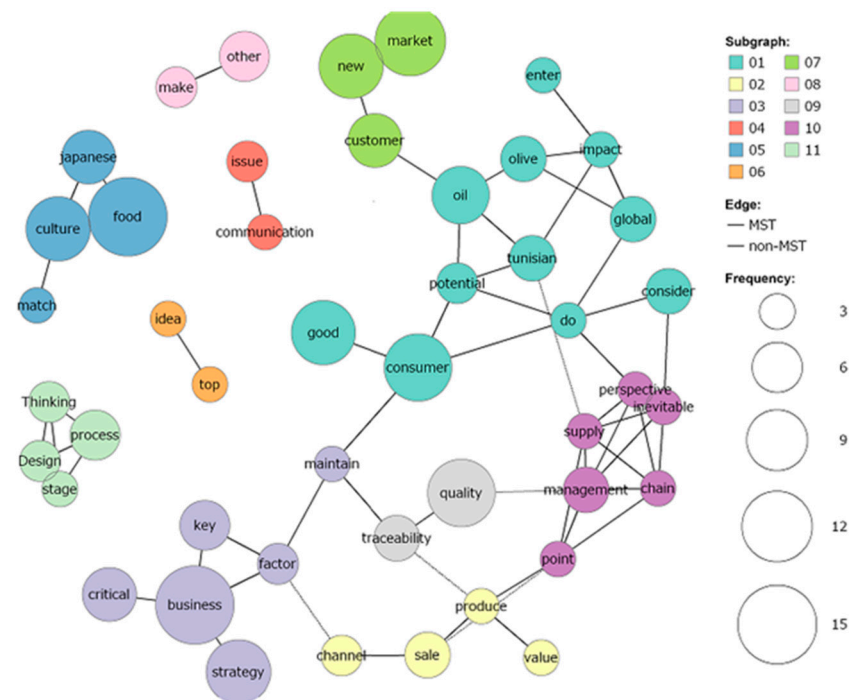 market
other
new
make
enter
customer
impact
japanese
issue
olive
oil
food
culture
communication
global
tunisian
potential
consider
match
idea
do
good
consumer
top
perspective
Thinking
inevitable
process
supply
Design
maintain
stage
quality
management
chain
key
traceability
point
factor
critical
business
produce
channel
sale
value
strategy
Subgraph:
01 07
02 08
03 09
04 10
05 11
06
Edge:
MST
non-MST
Frequency:
3
6
9
12
15